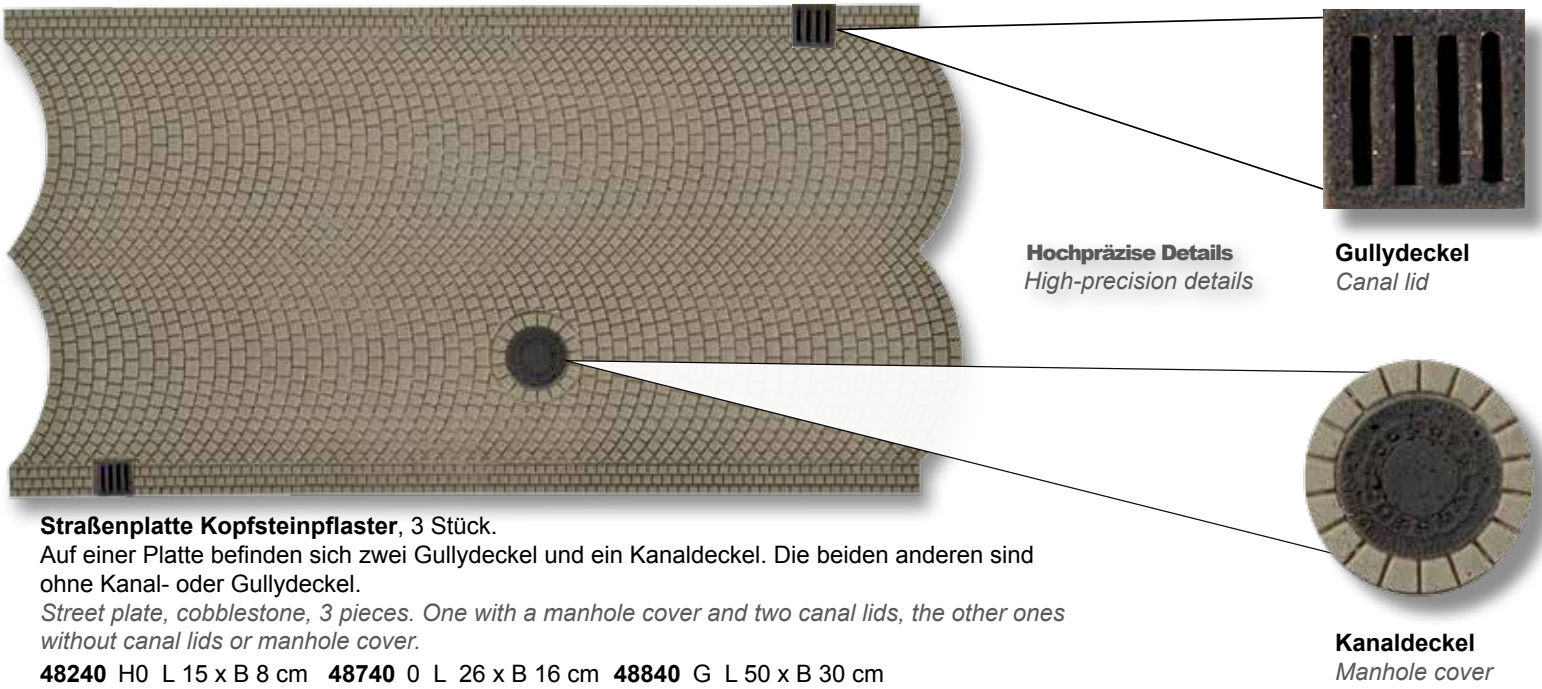 Hochpräzise Details
High-precision details
Gullydeckel
Canal lid
Straßenplatte Kopfsteinpflaster, 3 Stück.
Auf einer Platte befinden sich zwei Gullydeckel und ein Kanaldeckel. Die beiden anderen sind
ohne Kanal- oder Gullydeckel.
Street plate, cobblestone, 3 pieces. One with a manhole cover and two canal lids, the other ones
without canal lids or manhole cover.
48240 H0 L 15 x B 8 cm 48740 0 L 26 x B 16 cm 48840 G L 50 x B 30 cm
Kanaldeckel
Manhole cover